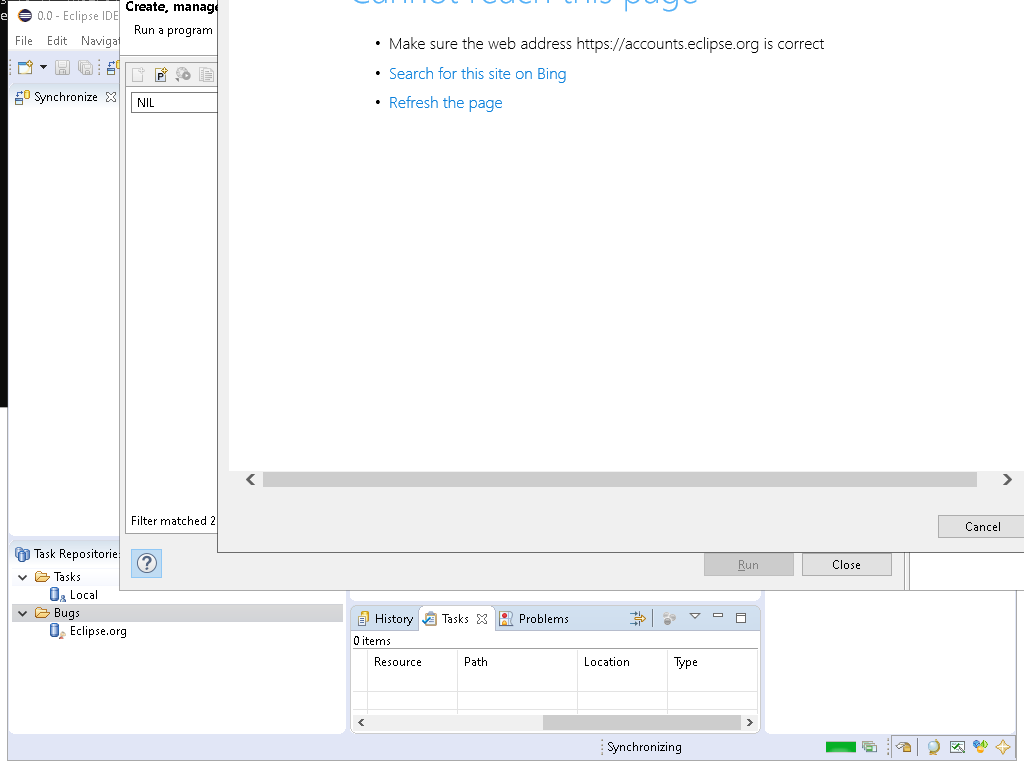 0.0 - Eclipse IDE
File Edit Navigat
Synchronize
Create, manage
Run a program
NIL
Filter matched 2
Cannot reach this page
• Make sure the web address https://accounts.eclipse.org is correct
• Search for this site on Bing
• Refresh the page
Cancel
Run
Close
Task Repositorie
Tasks
Local
Bugs
Eclipse.org
History
Tasks
Problems
0 items
Resource Path Location Type
Synchronizing